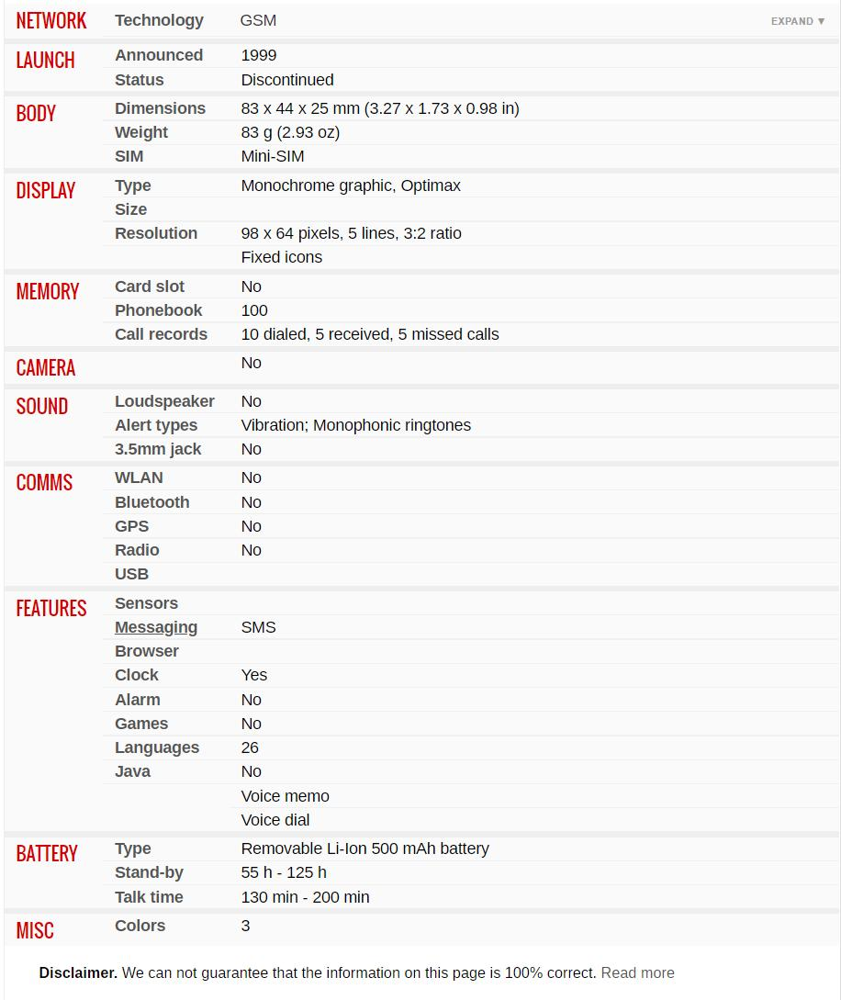 NETWORK Technology GSM EXPAND ▼
LAUNCH Announced 1999
Status Discontinued
BODY Dimensions 83 x 44 x 25 mm (3.27 x 1.73 x 0.98 in)
Weight 83 g (2.93 oz)
SIM Mini-SIM
DISPLAY Type Monochrome graphic, Optimax
Size
Resolution 98 x 64 pixels, 5 lines, 3:2 ratio
Fixed icons
MEMORY Card slot No
Phonebook 100
Call records 10 dialed, 5 received, 5 missed calls
CAMERA No
SOUND Loudspeaker No
Alert types Vibration; Monophonic ringtones
3.5mm jack No
COMMS WLAN No
Bluetooth No
GPS No
Radio No
USB
FEATURES Sensors
Messaging SMS
Browser
Clock Yes
Alarm No
Games No
Languages 26
Java No
Voice memo
Voice dial
BATTERY Type Removable Li-Ion 500 mAh battery
Stand-by 55 h - 125 h
Talk time 130 min - 200 min
MISC Colors 3
Disclaimer. We can not guarantee that the information on this page is 100% correct. Read more